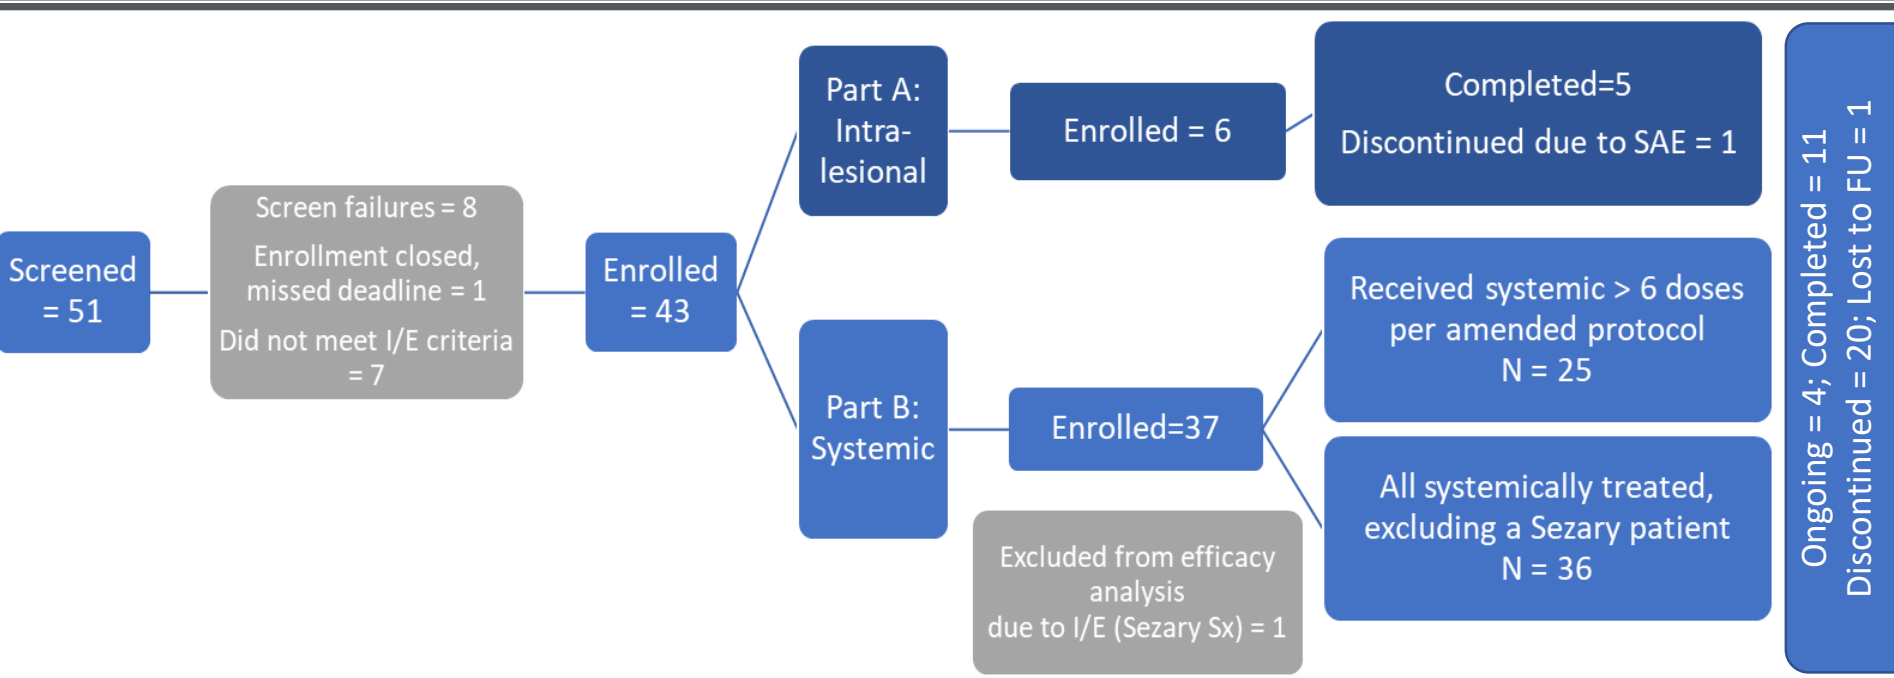 Screened
= 51
Screen failures = 8
Enrollment closed,
missed deadline = 1
Did not meet I/E criteria
= 7
Enrolled
= 43
Part A:
Intra-
lesional
Enrolled = 6
Completed=5
Discontinued due to SAE = 1
Part B:
Systemic
Enrolled=37
Excluded from efficacy
analysis
due to I/E (Sezary Sx) = 1
Received systemic > 6 doses
per amended protocol
N = 25
All systemically treated,
excluding a Sezary patient
N = 36
Ongoing = 4; Completed = 11
Discontinued = 20; Lost to FU = 1